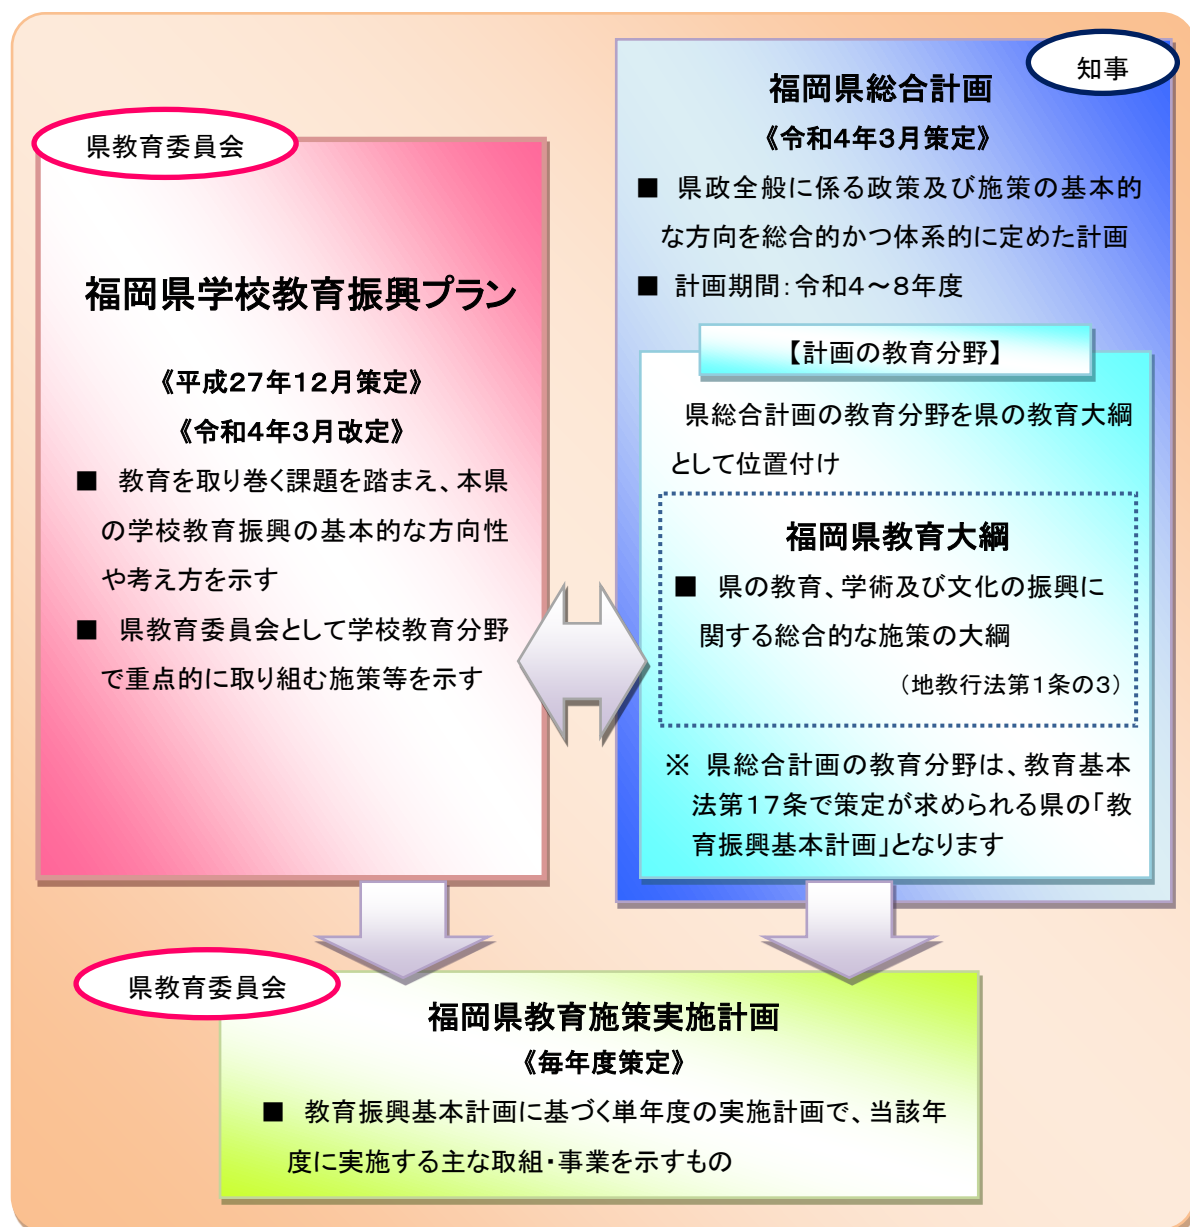 県教育委員会
福岡県学校教育振興プラン
《平成27年12月策定》
《令和4年3月改定》
■ 教育を取り巻く課題を踏まえ、本県
の学校教育振興の基本的な方向性
や考え方を示す
■ 県教育委員会として学校教育分野
で重点的に取り組む施策等を示す
知事
福岡県総合計画
《令和4年3月策定》
■ 県政全般に係る政策及び施策の基本的
な方向を総合的かつ体系的に定めた計画
■ 計画期間:令和4~8年度
【計画の教育分野】
県総合計画の教育分野を県の教育大綱
として位置付け
福岡県教育大綱
■ 県の教育、学術及び文化の振興に
関する総合的な施策の大綱
(地教行法第1条の3)
※ 県総合計画の教育分野は、教育基本
法第17条で策定が求められる県の「教
育振興基本計画」となります
県教育委員会
福岡県教育施策実施計画
《毎年度策定》
■ 教育振興基本計画に基づく単年度の実施計画で、当該年
度に実施する主な取組・事業を示すもの